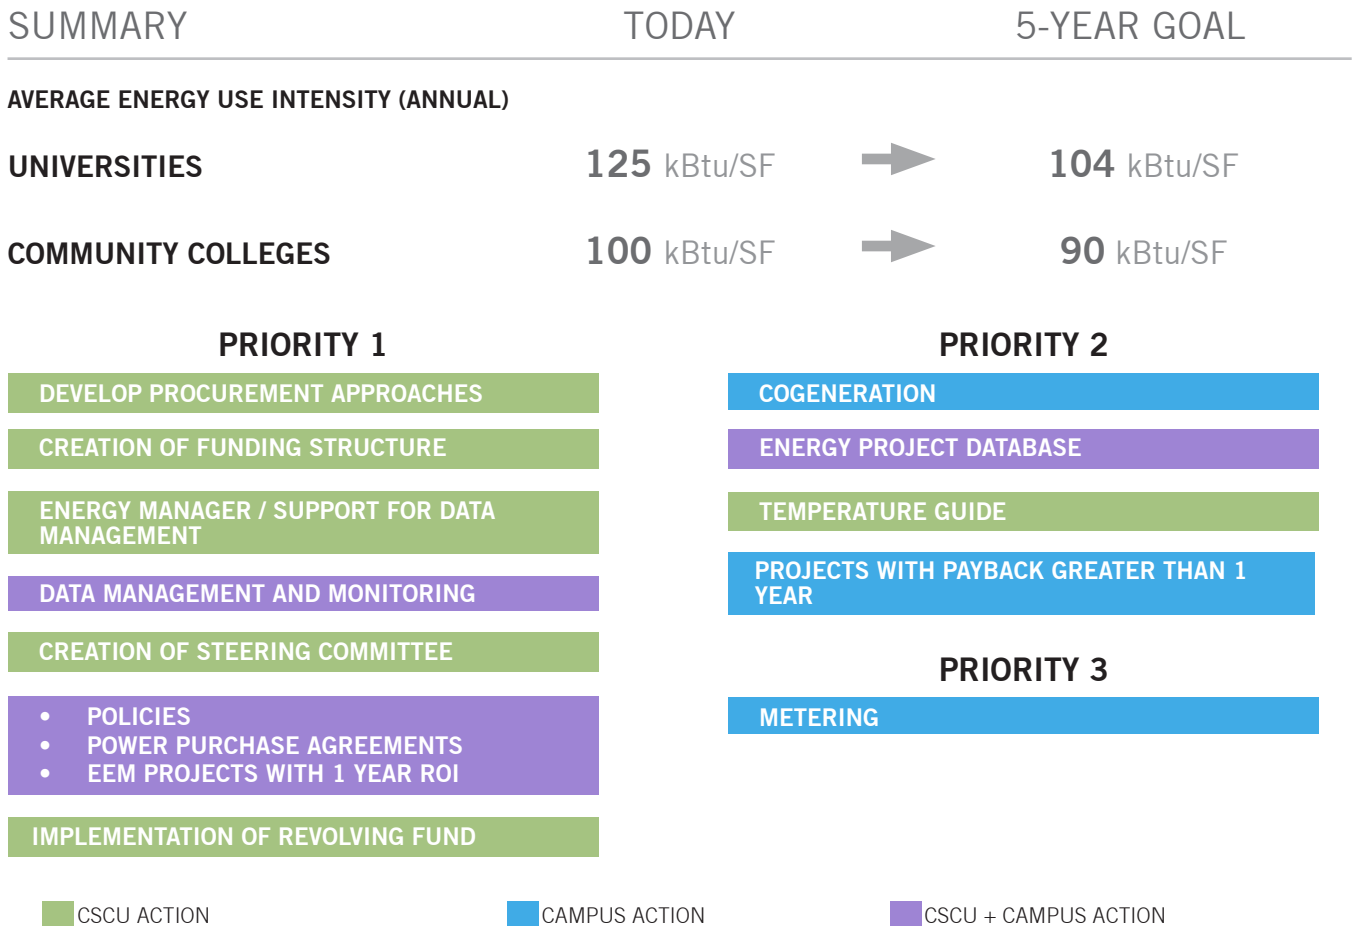 SUMMARY TODAY 5-YEAR GOAL
AVERAGE ENERGY USE INTENSITY (ANNUAL)
UNIVERSITIES 125 kBtu/SF 104 kBtu/SF
COMMUNITY COLLEGES 100 kBtu/SF 90 kBtu/SF
PRIORITY 1
DEVELOP PROCUREMENT APPROACHES
CREATION OF FUNDING STRUCTURE
ENERGY MANAGER / SUPPORT FOR DATA
MANAGEMENT
DATA MANAGEMENT AND MONITORING
CREATION OF STEERING COMMITTEE
• POLICIES
• POWER PURCHASE AGREEMENTS
• EEM PROJECTS WITH 1 YEAR ROI
IMPLEMENTATION OF REVOLVING FUND
PRIORITY 2
COGENERATION
ENERGY PROJECT DATABASE
TEMPERATURE GUIDE
PROJECTS WITH PAYBACK GREATER THAN 1
YEAR
PRIORITY 3
METERING
CSCU ACTION CAMPUS ACTION CSCU + CAMPUS ACTION